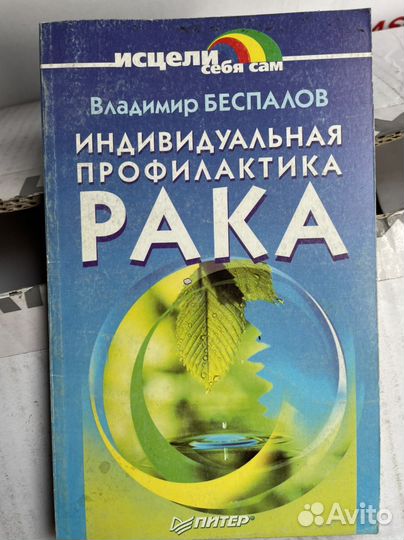 исцели
себя сам
Владимир БЕСПАЛОВ
ИНДИВИДУАЛЬНАЯ
ПРОФИЛАКТИКА
РАКА
ПИТЕР®
Avito